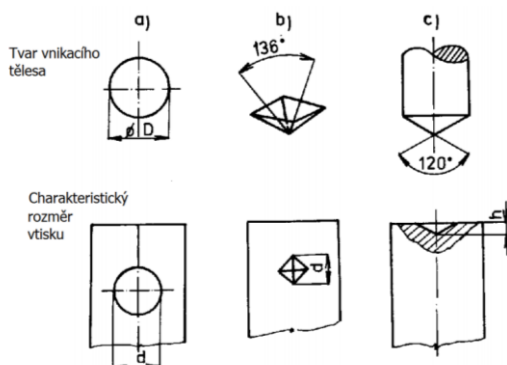 a)
b)
c)
Tvar vnikacího
tělesa
136°
ϕ D
120°
Charakteristický
rozměr
vtisku
d
d
h